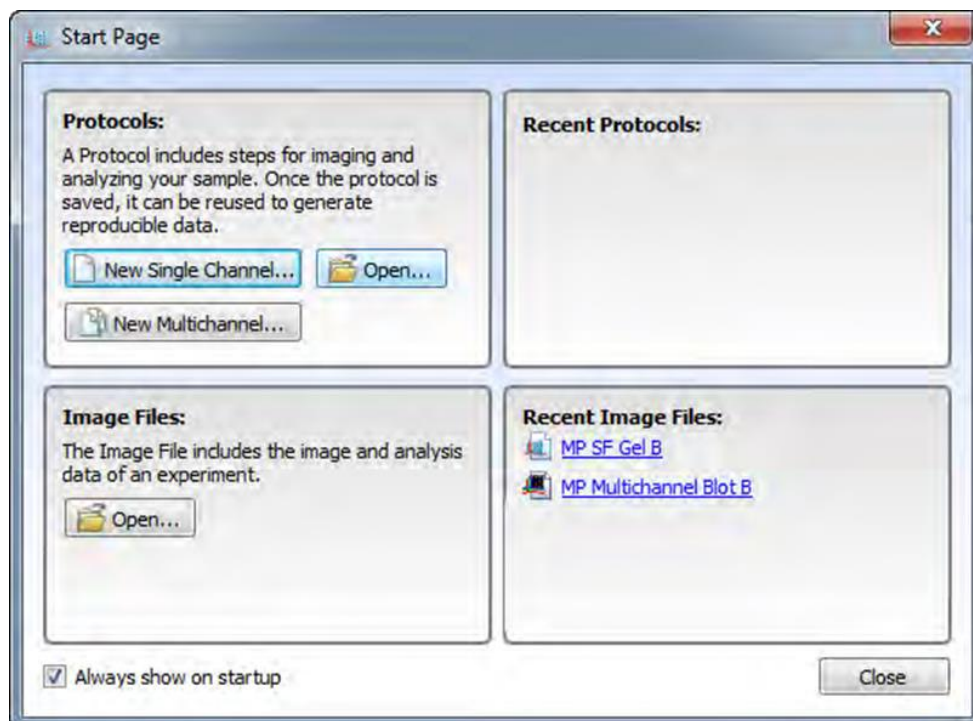 Start Page
Protocols:
A Protocol includes steps for imaging and
analyzing your sample. Once the protocol is
saved, it can be reused to generate
reproducible data.
New Single Channel... Open...
New Multichannel...
Recent Protocols:
Image Files:
The Image File includes the image and analysis
data of an experiment.
Open...
Recent Image Files:
MP SF Gel B
MP Multichannel Blot B
Always show on startup
Close